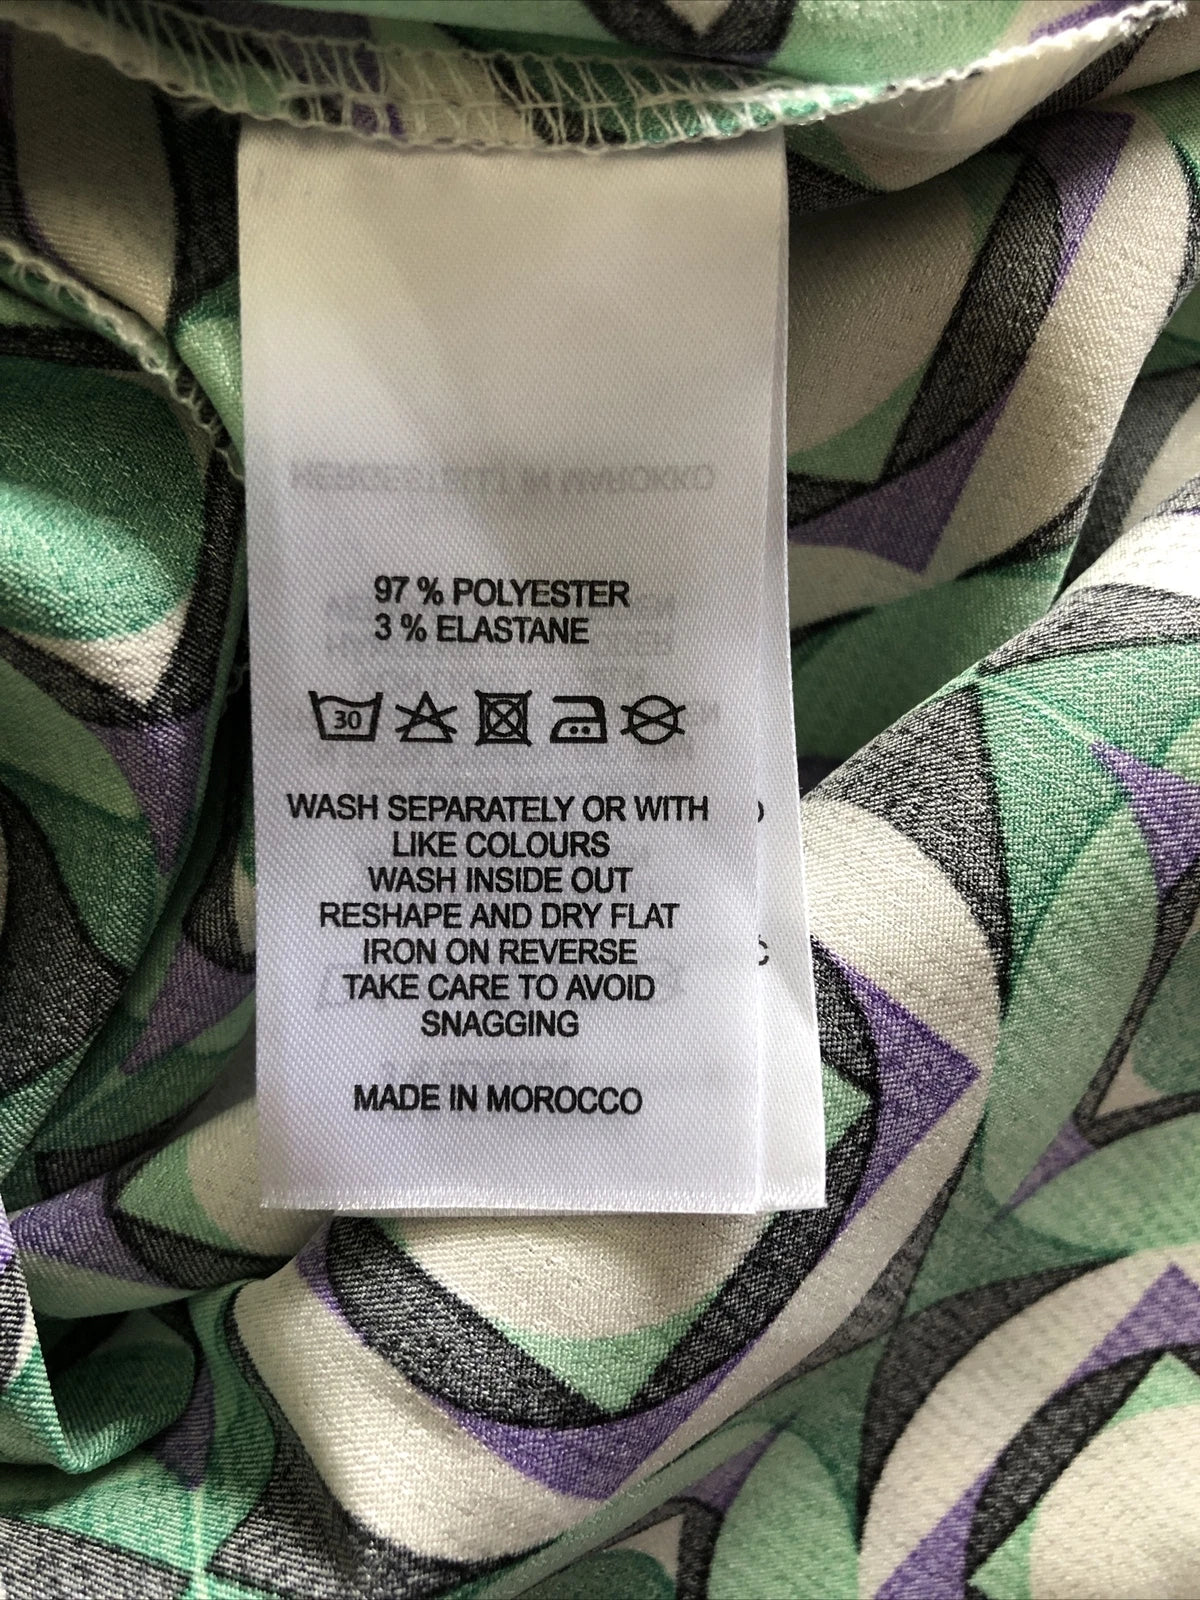 97 % POLYESTER
3 % ELASTANE
30
WASH SEPARATELY OR WITH
LIKE COLOURS
WASH INSIDE OUT
RESHAPE AND DRY FLAT
IRON ON REVERSE
TAKE CARE TO AVOID
SNAGGING
MADE IN MOROCCO